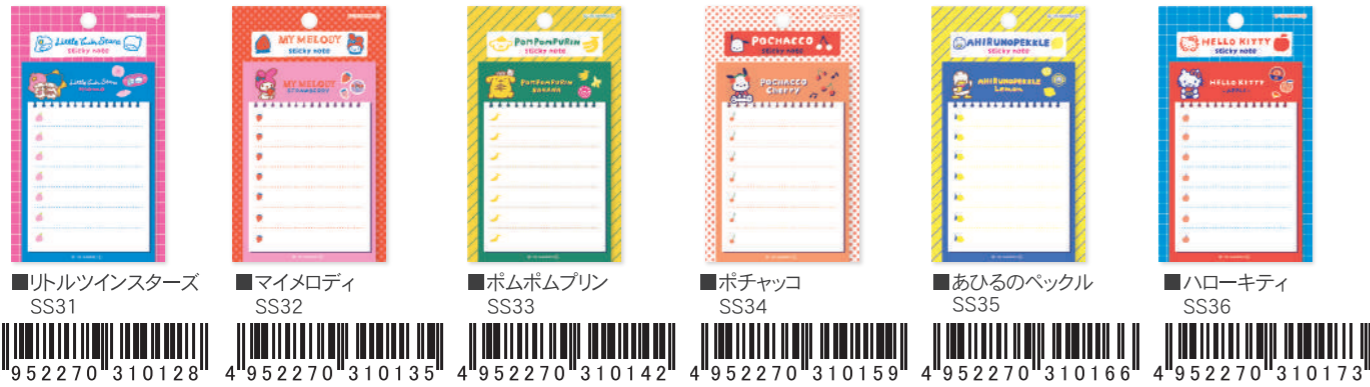 Little Twin Stars
sticky note
Little Twin Stars
■リトルツインスターズ
SS31
952270 310128
MY MELODY
sticky note
MY MELODY
STRAWBERRY
■マイメロディ
SS32
4 952270 310135
POMPOMPURIN
sticky note
POMPOMPURIN
BANANA
■ポムポムプリン
SS33
4 952270 310142
POCHACCO
sticky note
POCHACCO
CHERRY
■ポチャッコ
SS34
4 952270 310159
AHIRUNOPEKKLE
sticky note
AHIRUNOPEKKLE
Lemon
■あひるのペックル
SS35
4 952270 310166
HELLO KITTY
sticky note
HELLO KITTY
APPLE
■ハローキティ
SS36
4 952270 310173